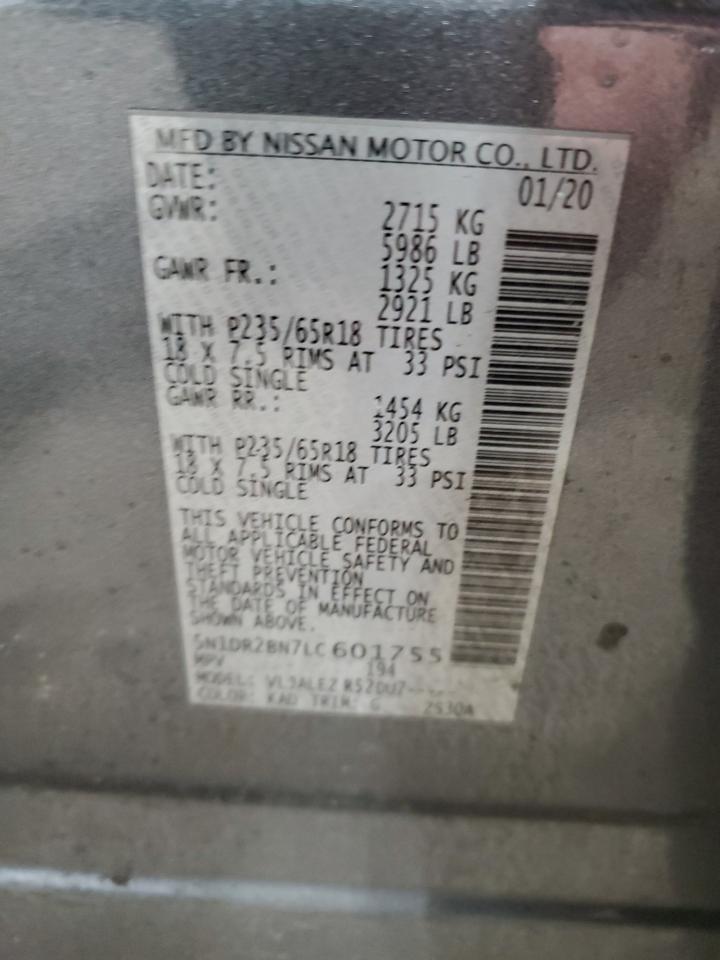 MFD BY NISSAN MOTOR CO., LTD.
DATE: 01/20
GVWR: 2715 KG
5986 LB
GAWR FR.: 1325 KG
2921 LB
WITH P235/65R18 TIRES
18 X 7.5 RIMS AT 33 PSI
COLD SINGLE
GAWR RR.: 1454 KG
3205 LB
WITH P235/65R18 TIRES
18 X 7.5 RIMS AT 33 PSI
COLD SINGLE
THIS VEHICLE CONFORMS TO
ALL APPLICABLE FEDERAL
MOTOR VEHICLE SAFETY AND
THEFT PREVENTION
STANDARDS IN EFFECT ON
THE DATE OF MANUFACTURE
SHOWN ABOVE.
5N1DR2BN7LC601755
MPV 194
MODEL:
COLOR: KAD TRIM: G